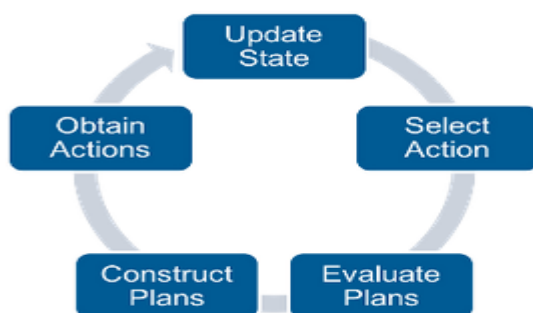 Update
State
Select
Action
Evaluate
Plans
Construct
Plans
Obtain
Actions